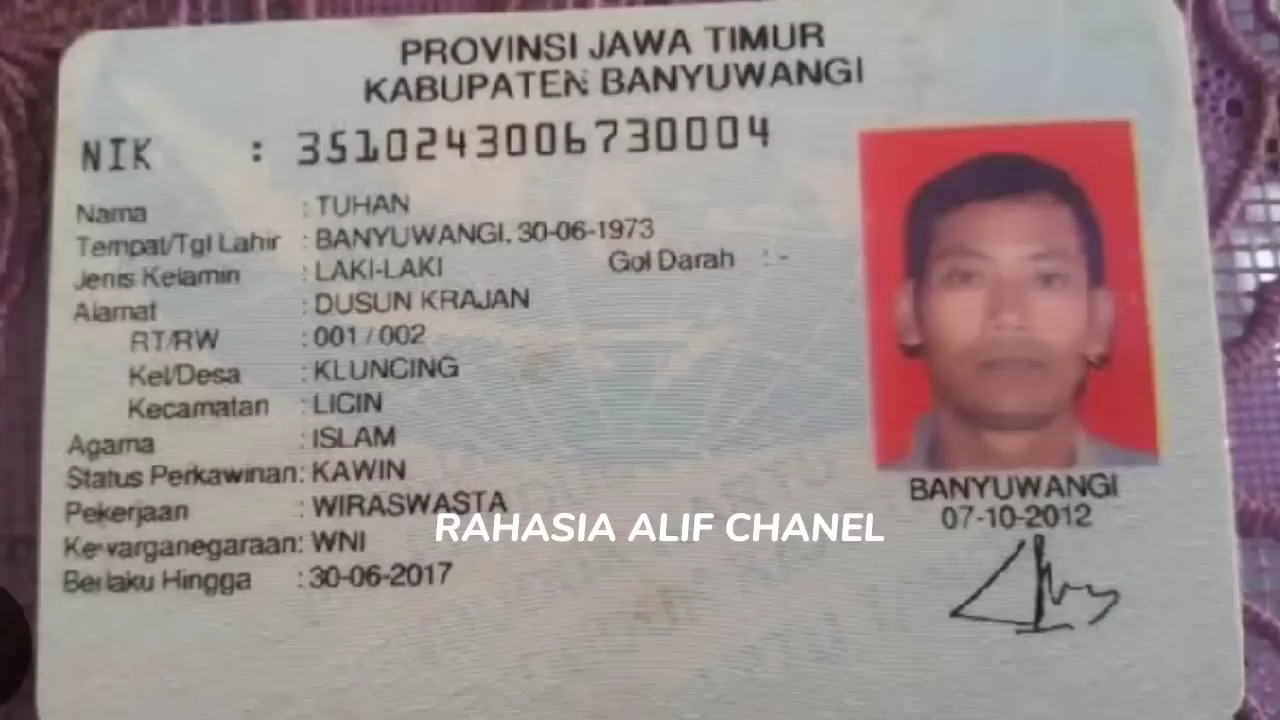 PROVINSI JAWA TIMUR
KABUPATEN BANYUWANGI
NIK : 3510243006730004
Nama : TUHAN
Tempat/Tgl Lahir : BANYUWANGI, 30-06-1973
Jenis Kelamin : LAKI-LAKI Gol Darah : -
Alamat : DUSUN KRAJAN
RT/RW : 001 / 002
Kel/Desa : KLUNCING
Kecamatan : LICIN
Agama : ISLAM
Status Perkawinan : KAWIN
Pekerjaan : WIRASWASTA
Kewarganegaraan : WNI
Berlaku Hingga : 30-06-2017
BANYUWANGI
07-10-2012
RAHASIA ALIF CHANEL